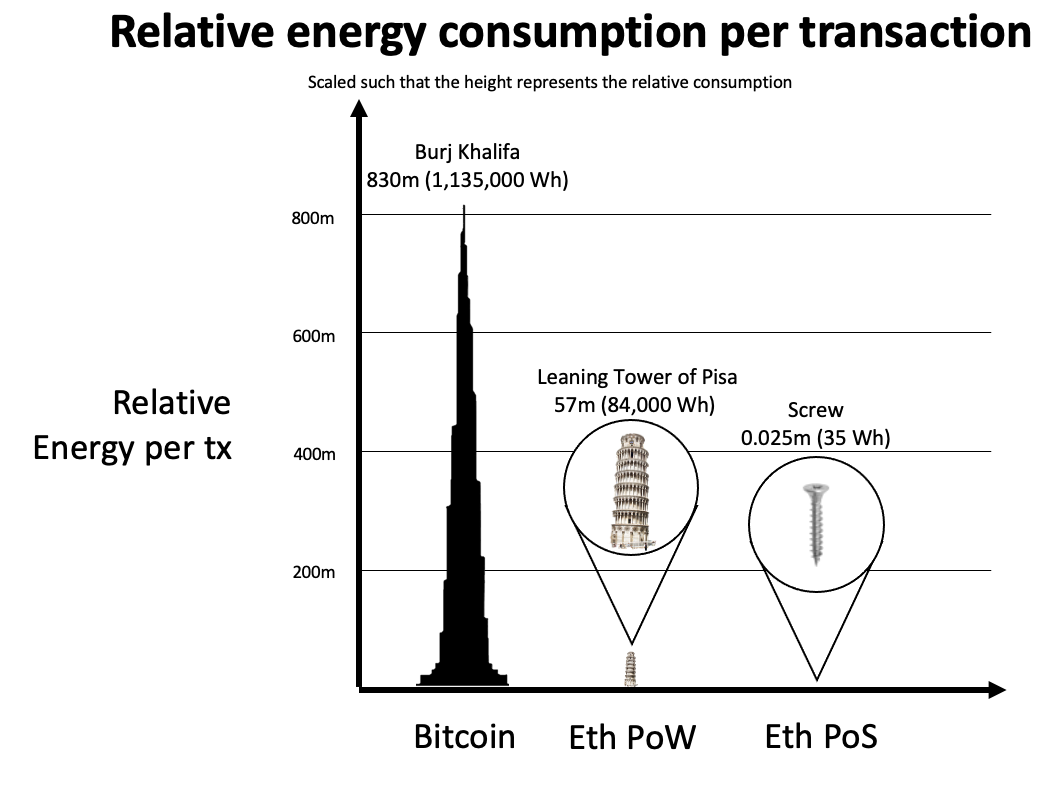 Relative energy consumption per transaction
Scaled such that the height represents the relative consumption
Burj Khalifa
830m (1,135,000 Wh)
800m
600m
Leaning Tower of Pisa
57m (84,000 Wh)
Screw
0.025m (35 Wh)
Relative
Energy per tx
400m
200m
Bitcoin
Eth PoW
Eth PoS